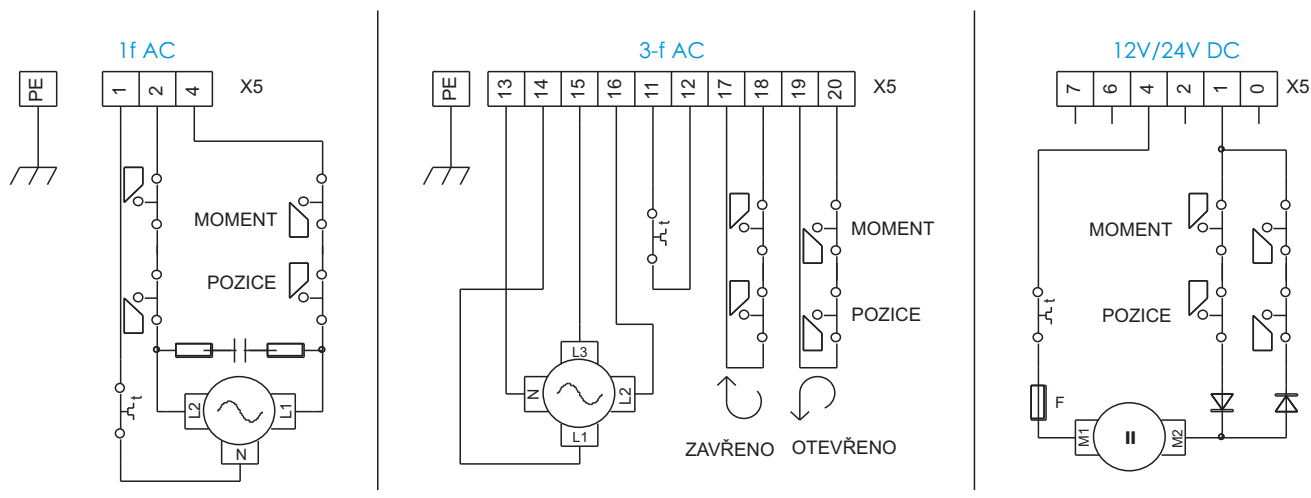 1f AC
PE
1 2 4 X5
MOMENT
POZICE
t
L2 L1
N
3-f AC
PE
13 14 15 16 11 12 17 18 19 20 X5
t
MOMENT
POZICE
L3
N L2
L1
ZAVŘENO OTEVŘENO
12V/24V DC
7 6 4 2 1 0 X5
MOMENT
t
POZICE
F
M1 II M2